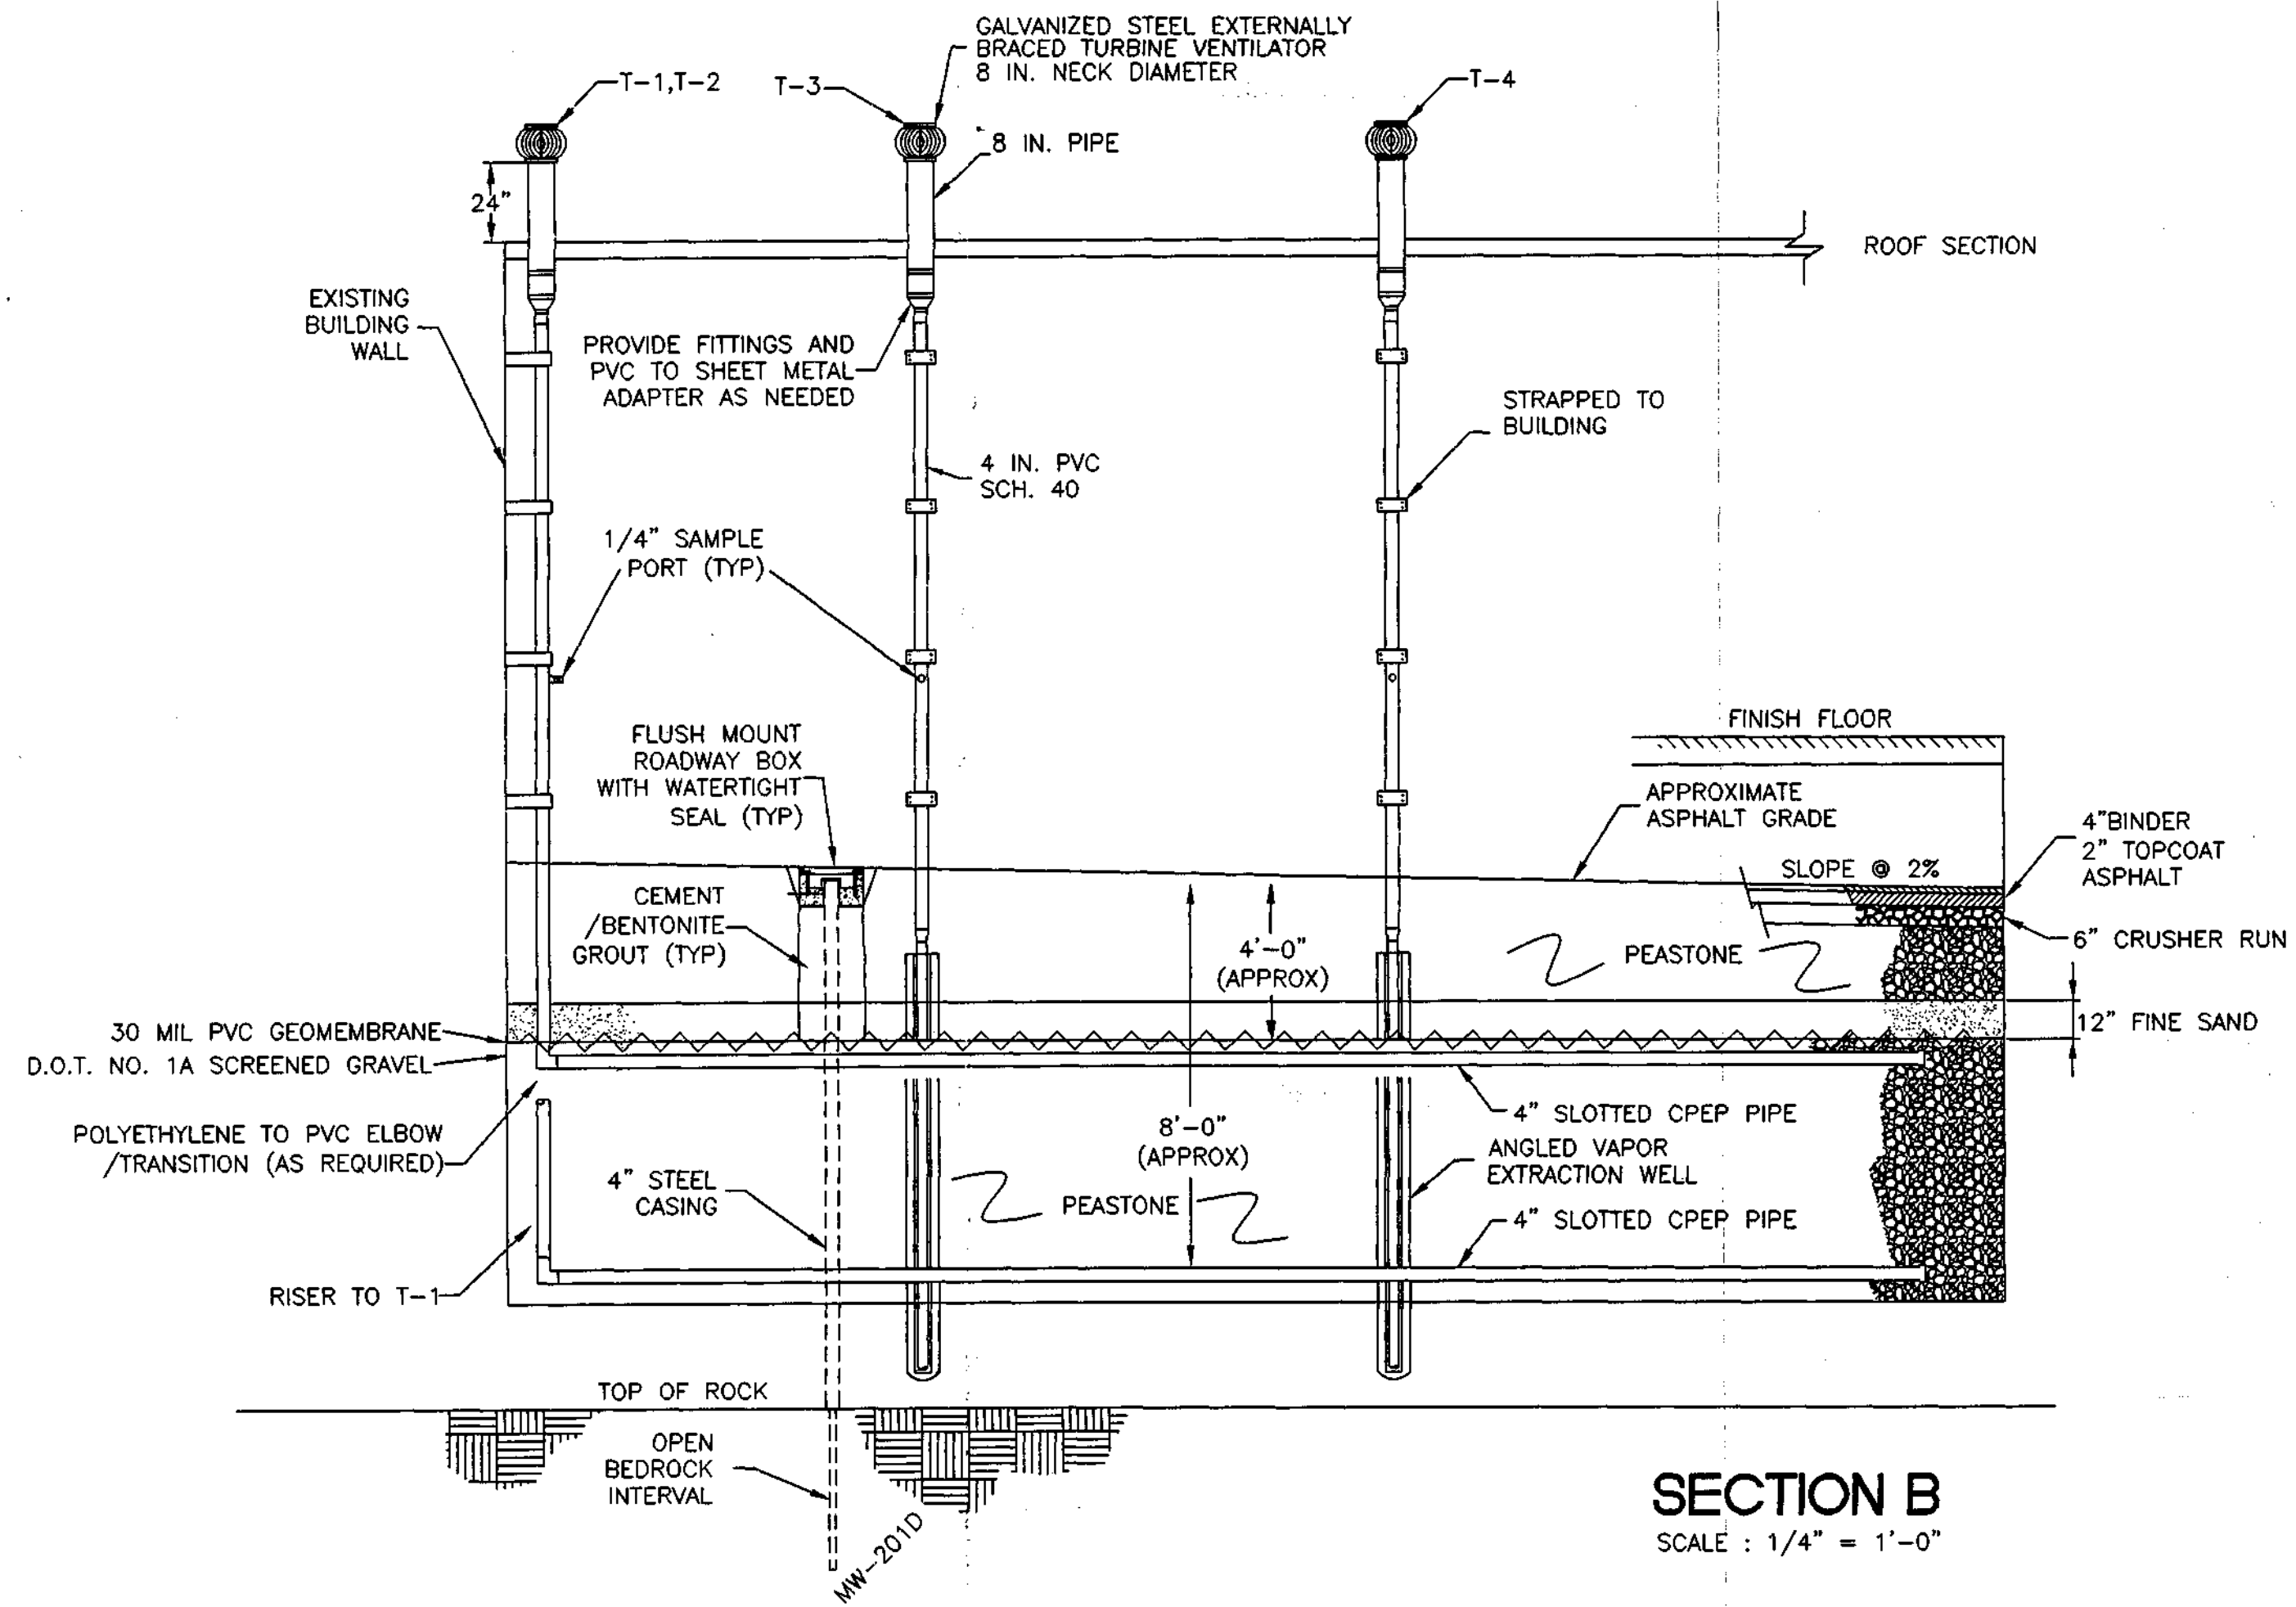 GALVANIZED STEEL EXTERNALLY
BRACED TURBINE VENTILATOR
8 IN. NECK DIAMETER
T-1,T-2
T-3
T-4
8 IN. PIPE
24"
ROOF SECTION
EXISTING
BUILDING
WALL
PROVIDE FITTINGS AND
PVC TO SHEET METAL
ADAPTER AS NEEDED
STRAPPED TO
BUILDING
4 IN. PVC
SCH. 40
1/4" SAMPLE
PORT (TYP)
FINISH FLOOR
FLUSH MOUNT
ROADWAY BOX
WITH WATERTIGHT
SEAL (TYP)
APPROXIMATE
ASPHALT GRADE
4"BINDER
2" TOPCOAT
ASPHALT
SLOPE @ 2%
CEMENT
/BENTONITE
GROUT (TYP)
4'-0"
(APPROX)
PEASTONE
6" CRUSHER RUN
12" FINE SAND
30 MIL PVC GEOMEMBRANE
D.O.T. NO. 1A SCREENED GRAVEL
POLYETHYLENE TO PVC ELBOW
/TRANSITION (AS REQUIRED)
8'-0"
(APPROX)
4" SLOTTED CPEP PIPE
ANGLED VAPOR
EXTRACTION WELL
4" STEEL
CASING
PEASTONE
4" SLOTTED CPEP PIPE
RISER TO T-1
TOP OF ROCK
OPEN
BEDROCK
INTERVAL
MW-201D
SECTION B
SCALE : 1/4" = 1'-0"